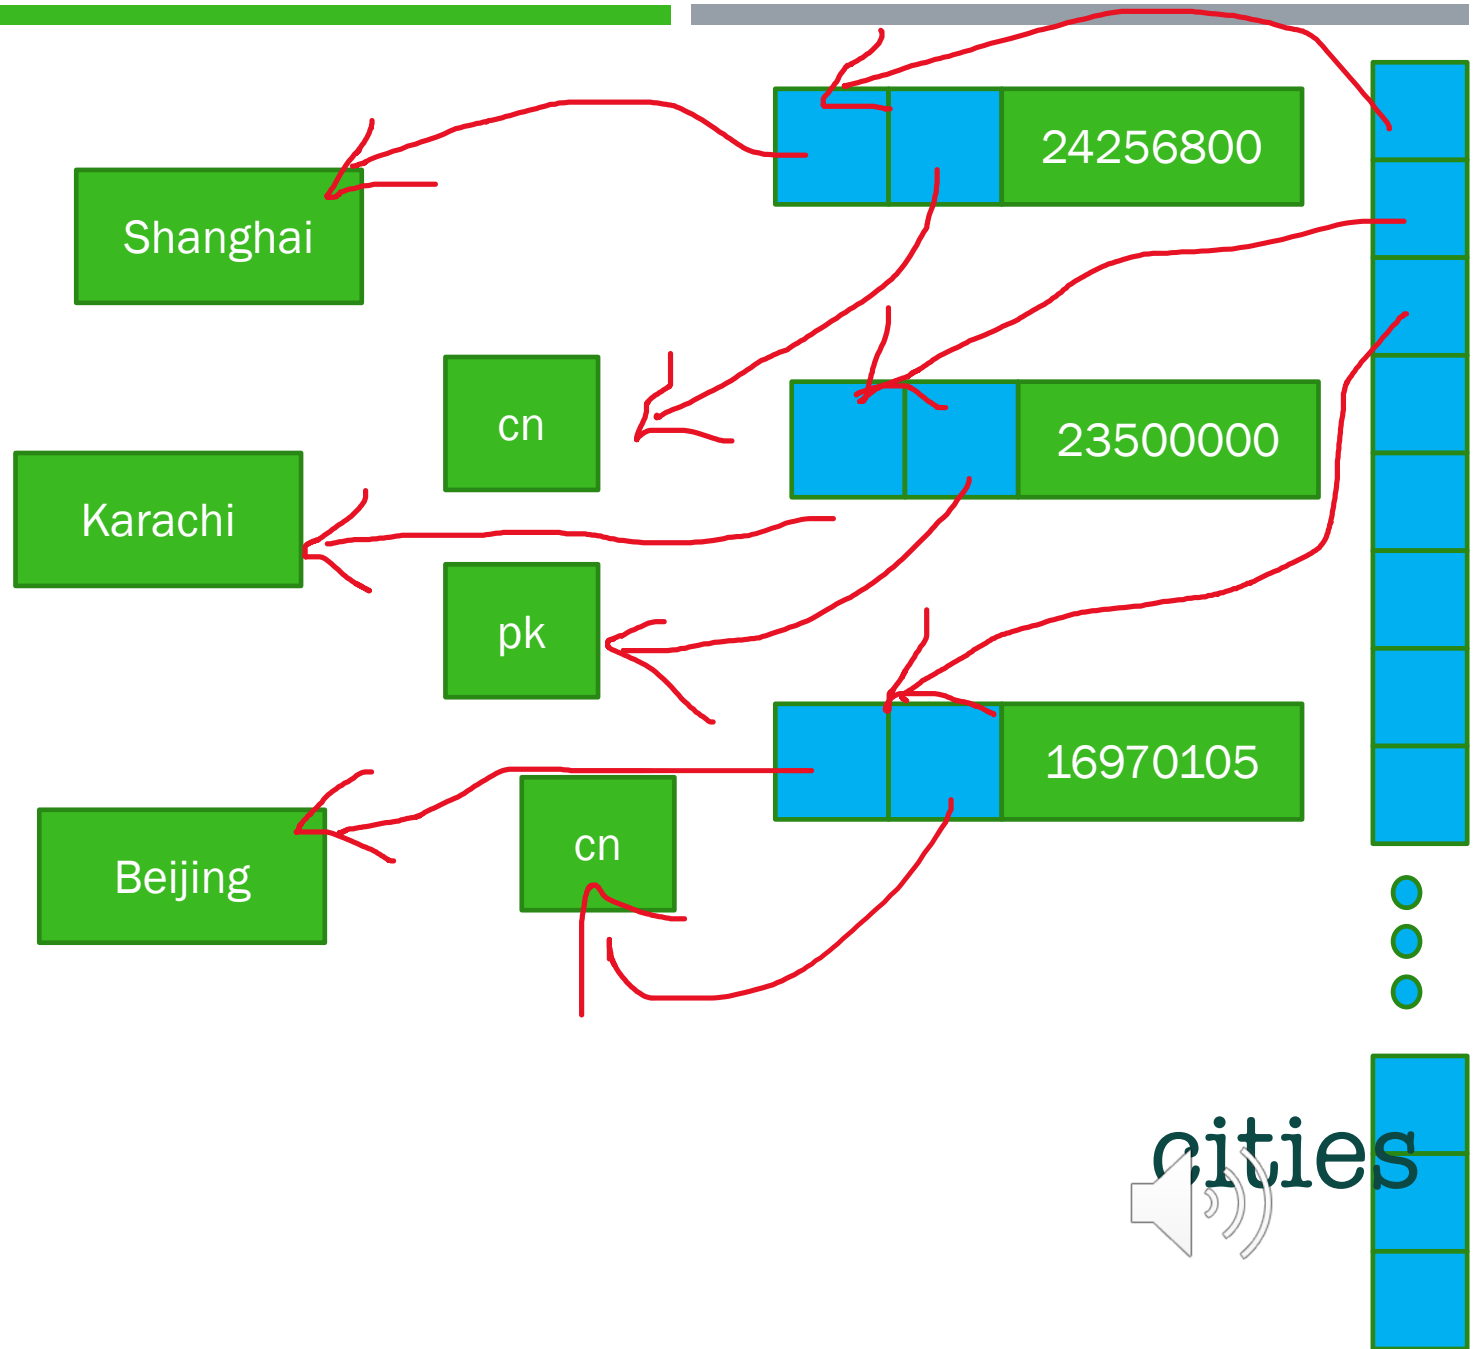 24256800
Shanghai
cn
23500000
Karachi
pk
16970105
cn
Beijing
cities